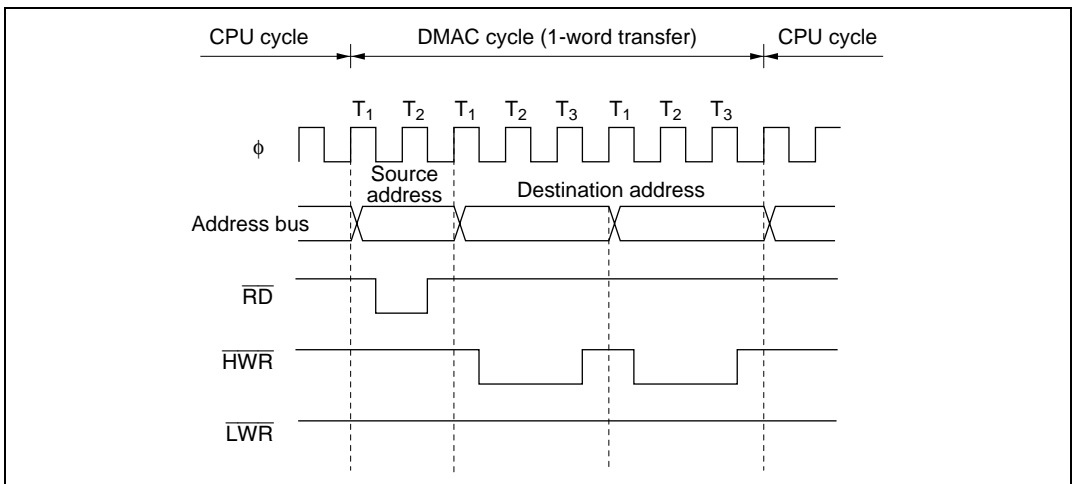 CPU cycle DMAC cycle (1-word transfer) CPU cycle
T1 T2 T1 T2 T3 T1 T2 T3
ϕ
Source
address
Destination address
Address bus
RD
HWR
LWR